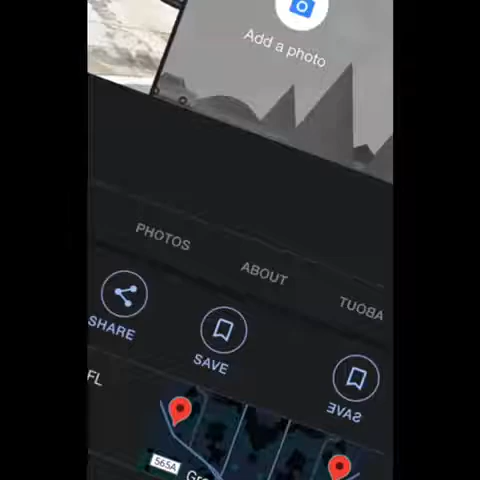 Add a photo
PHOTOS ABOUT ABOUT
SHARE SAVE SAVE
FL
565A